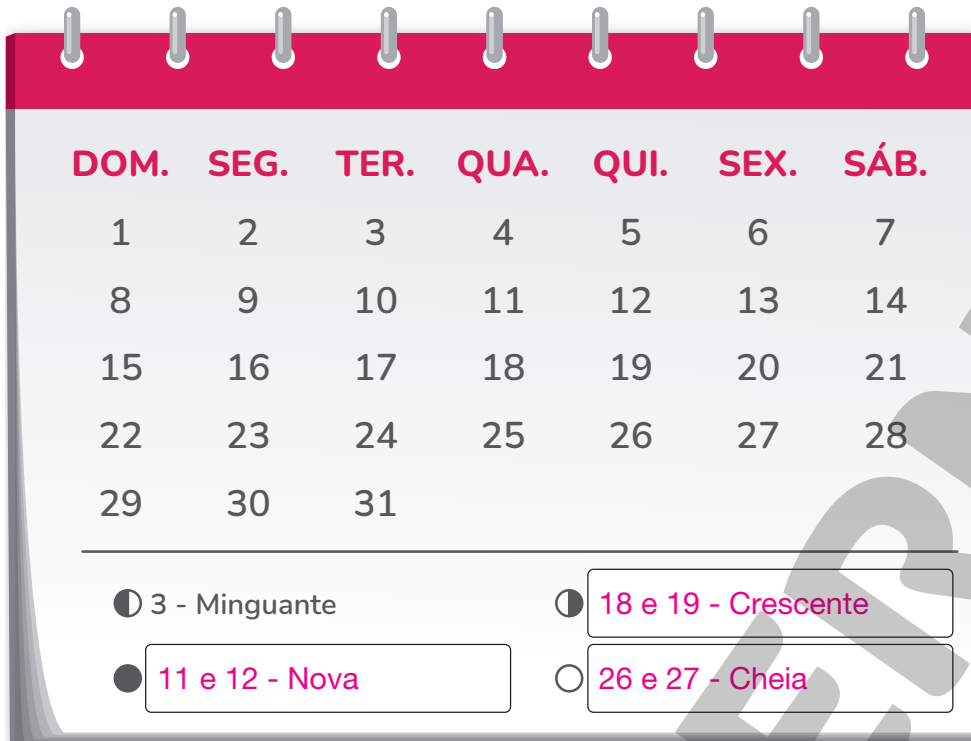 DOM. SEG. TER. QUA. QUI. SEX. SÁB.
1 2 3 4 5 6 7
8 9 10 11 12 13 14
15 16 17 18 19 20 21
22 23 24 25 26 27 28
29 30 31
3 - Minguante
18 e 19 - Crescente
11 e 12 - Nova
26 e 27 - Cheia